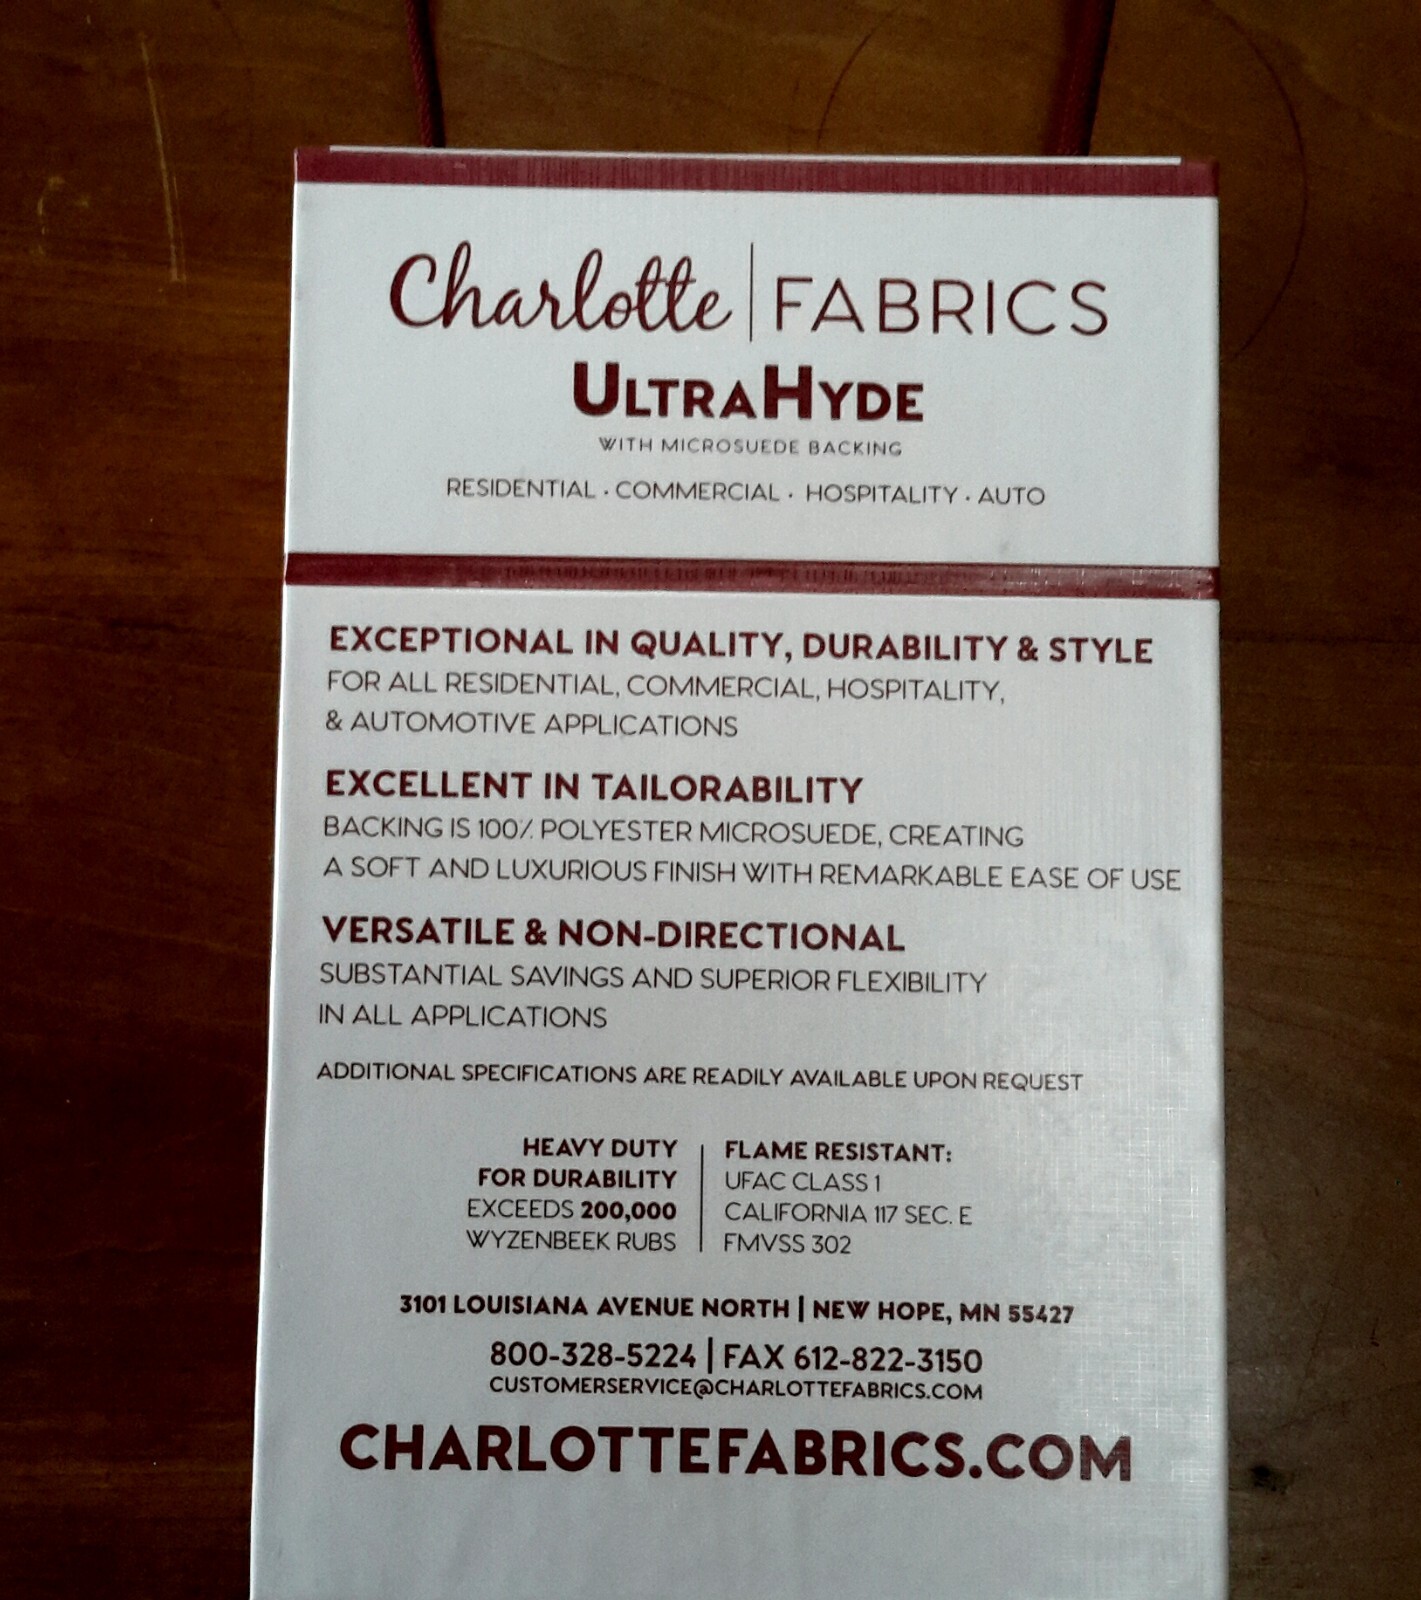 Charlotte | FABRICS
ULTRAHYDE
WITH MICROSUEDE BACKING
RESIDENTIAL · COMMERCIAL · HOSPITALITY · AUTO
EXCEPTIONAL IN QUALITY, DURABILITY & STYLE
FOR ALL RESIDENTIAL, COMMERCIAL, HOSPITALITY,
& AUTOMOTIVE APPLICATIONS
EXCELLENT IN TAILORABILITY
BACKING IS 100% POLYESTER MICROSUEDE, CREATING
A SOFT AND LUXURIOUS FINISH WITH REMARKABLE EASE OF USE
VERSATILE & NON-DIRECTIONAL
SUBSTANTIAL SAVINGS AND SUPERIOR FLEXIBILITY
IN ALL APPLICATIONS
ADDITIONAL SPECIFICATIONS ARE READILY AVAILABLE UPON REQUEST
HEAVY DUTY
FOR DURABILITY
EXCEEDS 200,000
WYZENBEEK RUBS
FLAME RESISTANT:
UFAC CLASS 1
CALIFORNIA 117 SEC. E
FMVSS 302
3101 LOUISIANA AVENUE NORTH | NEW HOPE, MN 55427
800-328-5224 | FAX 612-822-3150
CUSTOMERSERVICE@CHARLOTTEFABRICS.COM
CHARLOTTEFABRICS.COM